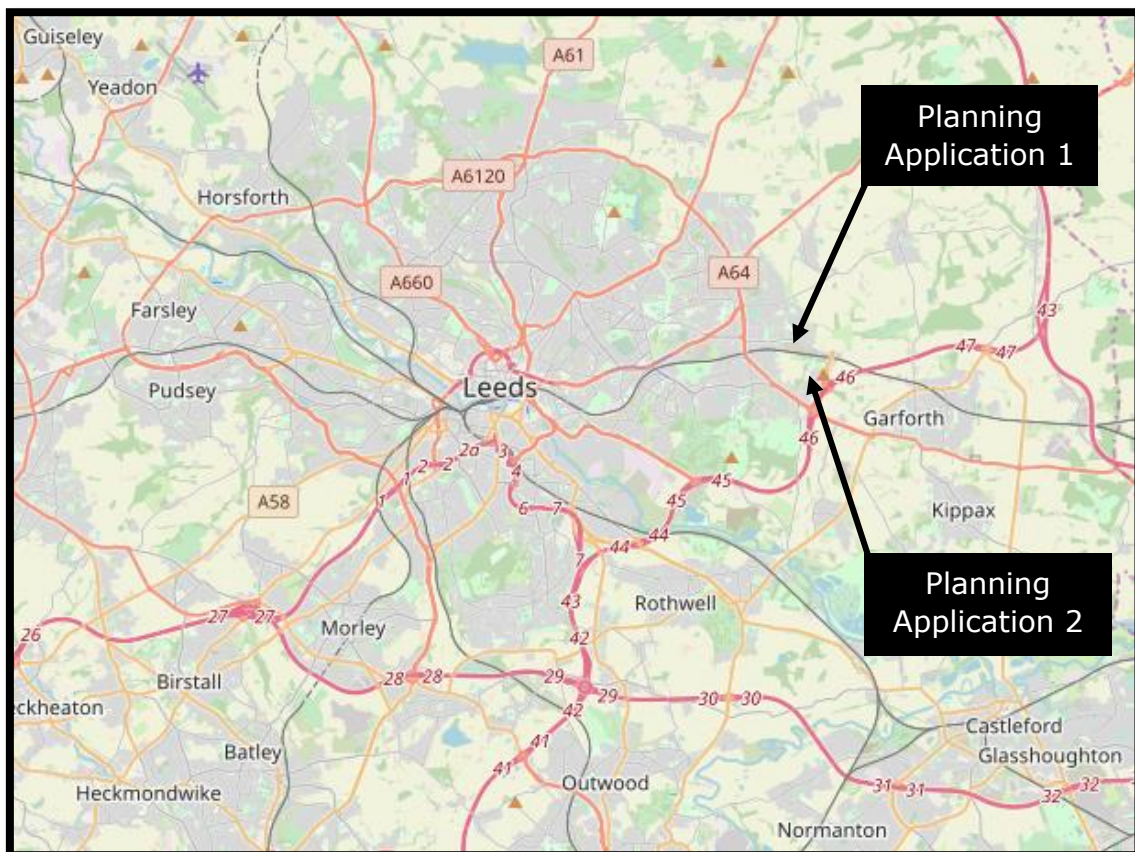 Guiseley
A61
Yeadon
Planning
Application 1
A6120
Horsforth
A64
A660
Farsley
43
47
47
46
Leeds
Pudsey
Garforth
46
2a
3
2
2
4
1
45
45
1
A58
6
7
Kippax
44
44
7
Planning
Application 2
43
Rothwell
27
27
26
Morley
42
28
28
29
29
30
30
Birstall
42
eckheaton
Castleford
41
Batley
Glasshoughton
41
Outwood
31
31
32
32
Heckmondwike
Normanton